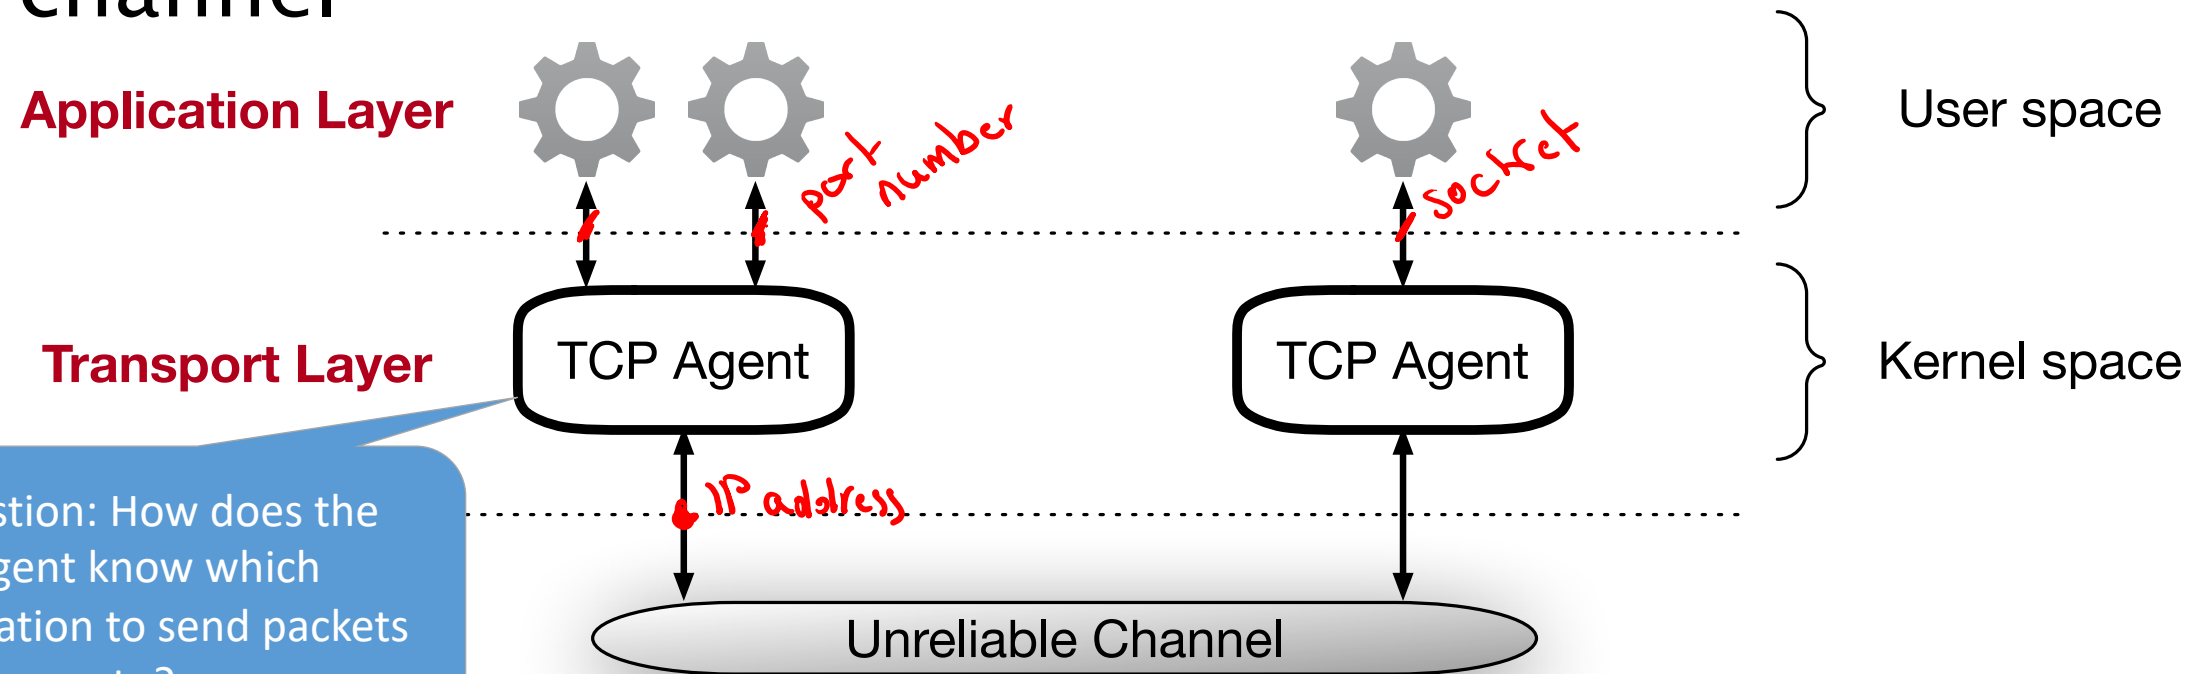 channel
Application Layer
port
number
socket
User space
Transport Layer
TCP Agent
TCP Agent
Kernel space
stion: How does the
gent know which
ation to send packets
IP address
Unreliable Channel